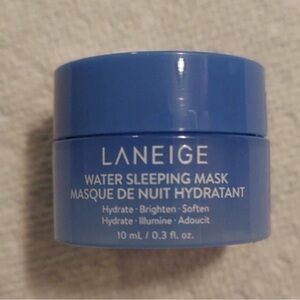 LANEIGE
WATER SLEEPING MASK
MASQUE DE NUIT HYDRATANT
Hydrate · Brighten · Soften
Hydrate · Illumine · Adoucit
10 mL / 0.3 fl. oz.